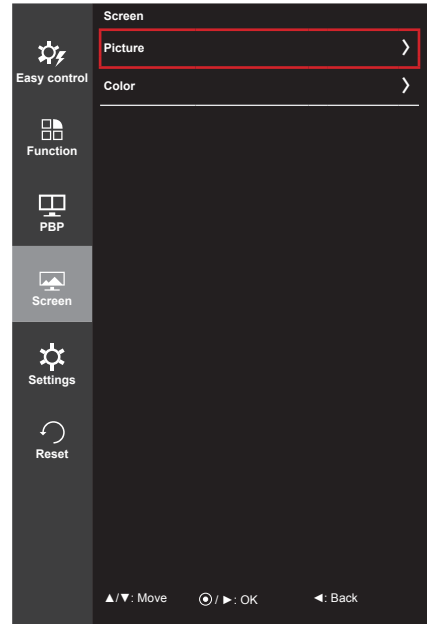 Screen
Picture
Color
Easy control
Function
PBP
Screen
Settings
Reset
▲/▼: Move ⦿ / ►: OK ◄: Back